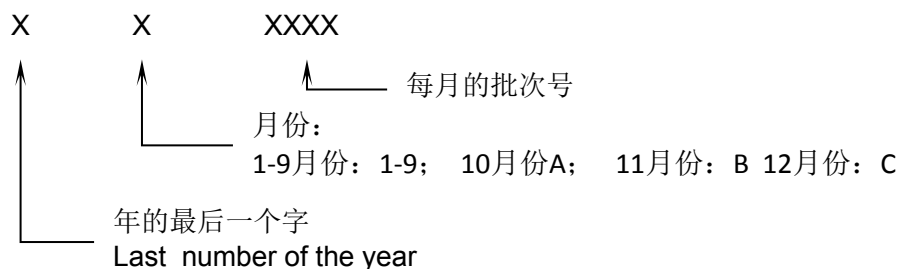 X X XXXX
每月的批次号
月份：
1-9月份：1-9； 10月份A； 11月份：B 12月份：C
年的最后一个字
Last number of the year